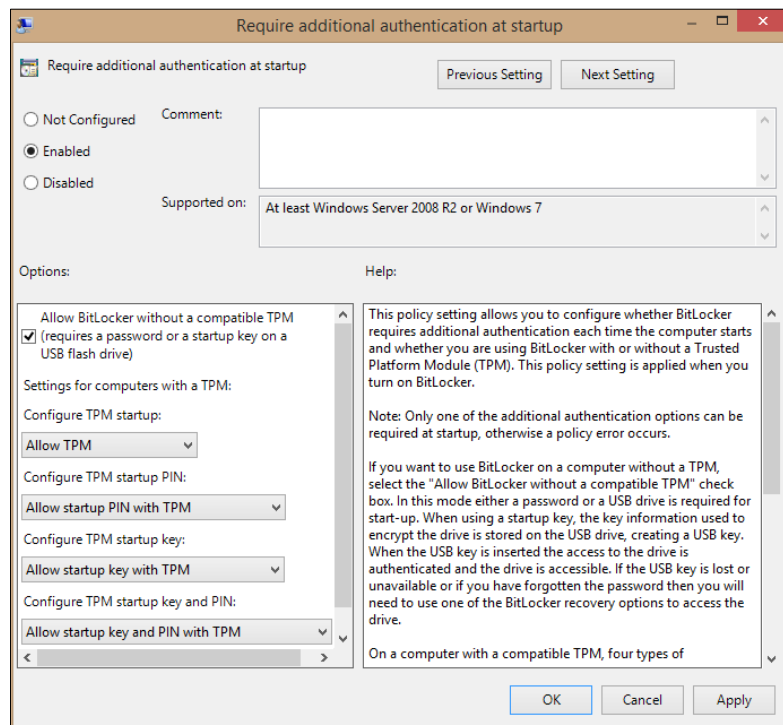 Require additional authentication at startup
Require additional authentication at startup
Previous Setting
Next Setting
Not Configured
Comment:
Enabled
Disabled
Supported on:
At least Windows Server 2008 R2 or Windows 7
Options:
Help:
Allow BitLocker without a compatible TPM
(requires a password or a startup key on a
USB flash drive)
Settings for computers with a TPM:
Configure TPM startup:
Allow TPM
Configure TPM startup PIN:
Allow startup PIN with TPM
Configure TPM startup key:
Allow startup key with TPM
Configure TPM startup key and PIN:
Allow startup key and PIN with TPM
This policy setting allows you to configure whether BitLocker
requires additional authentication each time the computer starts
and whether you are using BitLocker with or without a Trusted
Platform Module (TPM). This policy setting is applied when you
turn on BitLocker.
Note: Only one of the additional authentication options can be
required at startup, otherwise a policy error occurs.
If you want to use BitLocker on a computer without a TPM,
select the "Allow BitLocker without a compatible TPM" check
box. In this mode either a password or a USB drive is required for
start-up. When using a startup key, the key information used to
encrypt the drive is stored on the USB drive, creating a USB key.
When the USB key is inserted the access to the drive is
authenticated and the drive is accessible. If the USB key is lost or
unavailable or if you have forgotten the password then you will
need to use one of the BitLocker recovery options to access the
drive.
On a computer with a compatible TPM, four types of
OK
Cancel
Apply